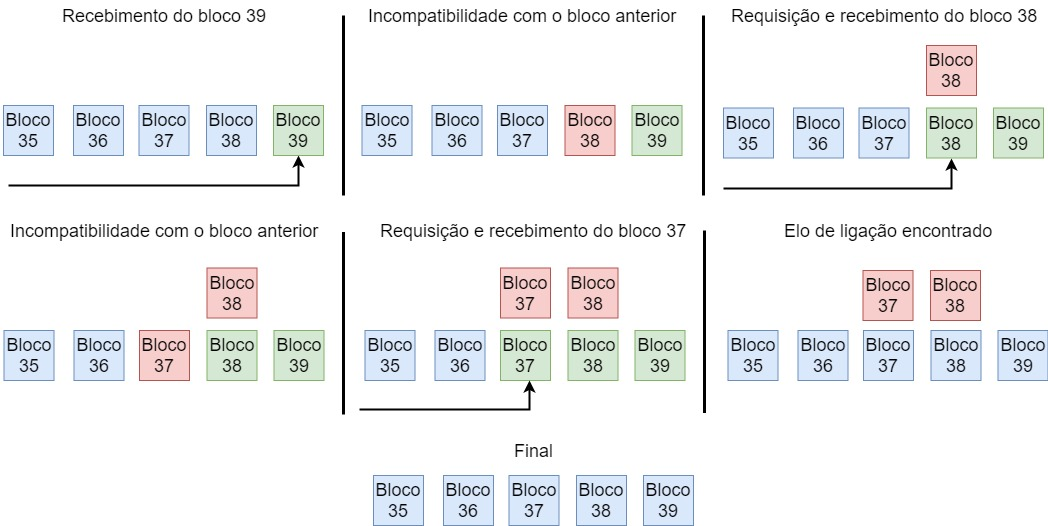 Recebimento do bloco 39
Bloco
35
Bloco
36
Bloco
37
Bloco
38
Bloco
39
Incompatibilidade com o bloco anterior
Bloco
35
Bloco
36
Bloco
37
Bloco
38
Bloco
39
Requisição e recebimento do bloco 38
Bloco
38
Bloco
35
Bloco
36
Bloco
37
Bloco
38
Bloco
39
Incompatibilidade com o bloco anterior
Bloco
38
Bloco
35
Bloco
36
Bloco
37
Bloco
38
Bloco
39
Requisição e recebimento do bloco 37
Bloco
37
Bloco
38
Bloco
35
Bloco
36
Bloco
37
Bloco
38
Bloco
39
Elo de ligação encontrado
Bloco
37
Bloco
38
Bloco
35
Bloco
36
Bloco
37
Bloco
38
Bloco
39
Final
Bloco
35
Bloco
36
Bloco
37
Bloco
38
Bloco
39